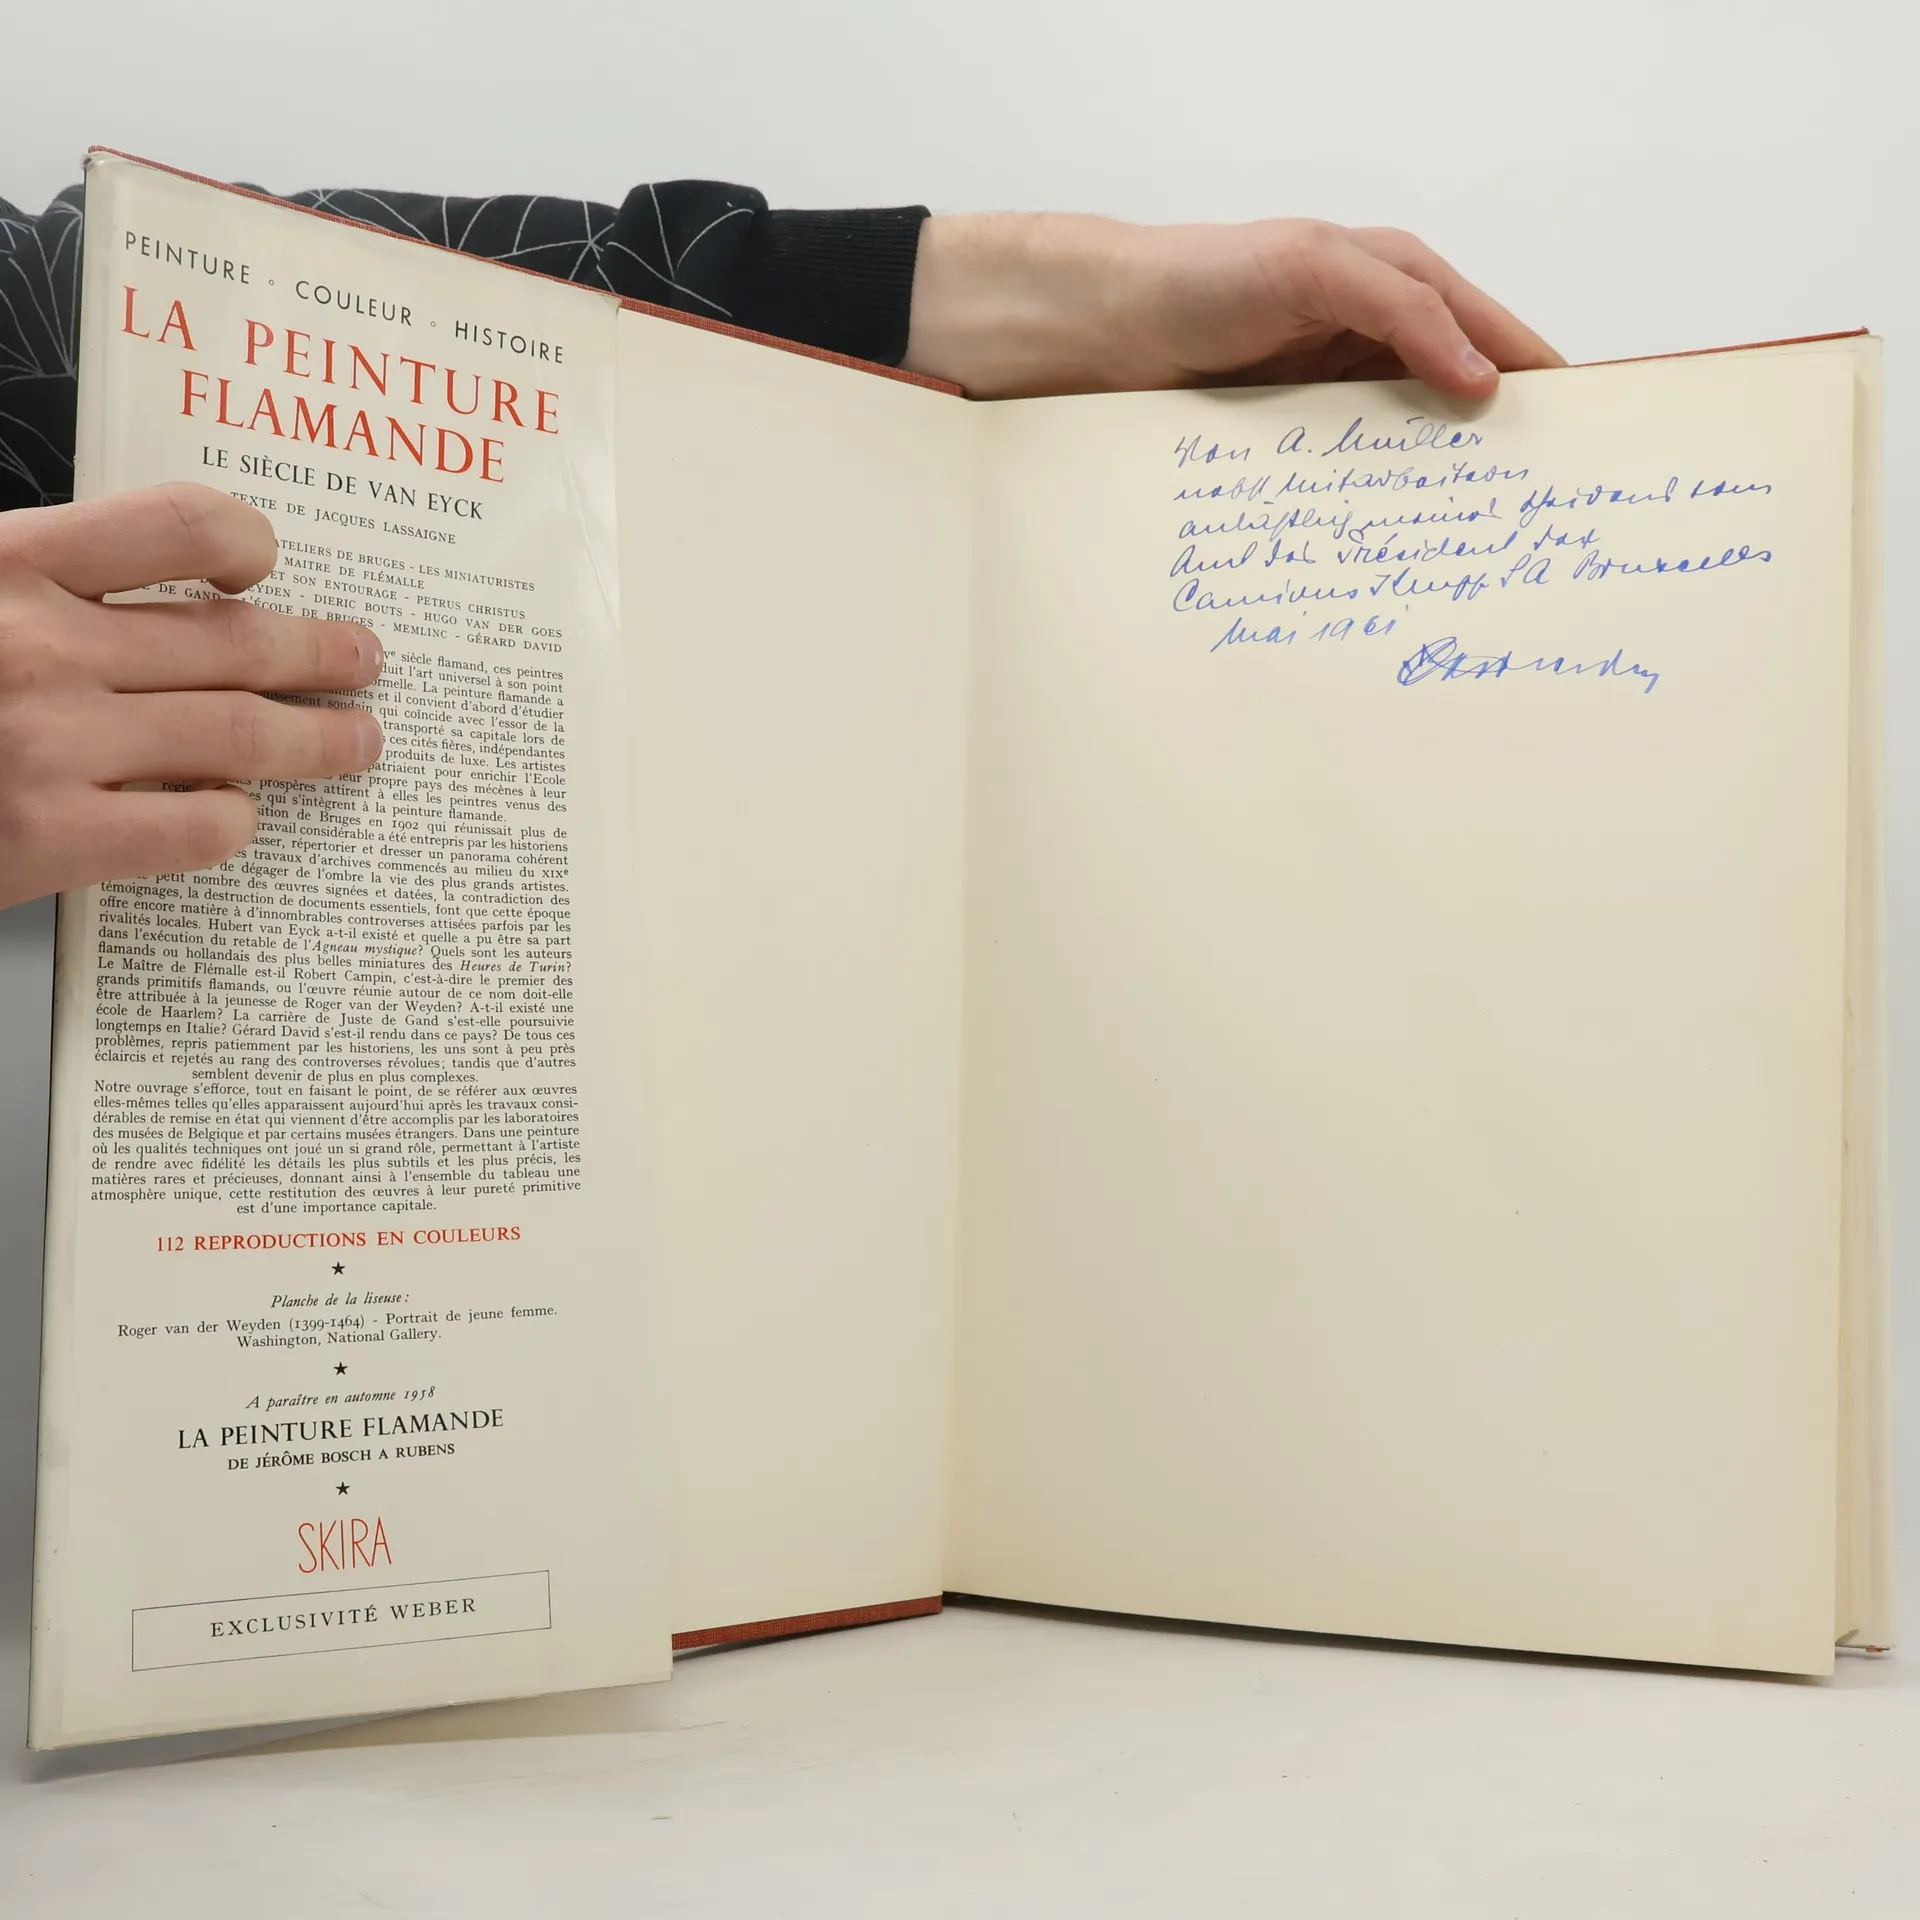 PEINTURE ◦ COULEUR ◦ HISTOIRE
LA PEINTURE
FLAMANDE
LE SIÈCLE DE VAN EYCK
TEXTE DE JACQUES LASSAIGNE
ATELIERS DE BRUGES - LES MINIATURISTES
MAITRE DE FLÉMALLE
ET SON ENTOURAGE - PETRUS CHRISTUS
WEYDEN - DIERIC BOUTS - HUGO VAN DER GOES
DE GAND - L'ÉCOLE DE BRUGES - MEMLINC - GÉRARD DAVID
siècle flamand, ces peintres
l'art universel à son point
La peinture flamande a
et il convient d'abord d'étudier
soudain qui coïncide avec l'essor de la
transporté sa capitale lors de
ces cités fières, indépendantes
produits de luxe. Les artistes
pour enrichir l'Ecole
leur propre pays des mécènes à leur
prospères attirent à elles les peintres venus des
qui s'intègrent à la peinture flamande.
de Bruges en 1902 qui réunissait plus de
travail considérable a été entrepris par les historiens
répertorier et dresser un panorama cohérent
travaux d'archives commencés au milieu du XIXe
de dégager de l'ombre la vie des plus grands artistes.
petit nombre des œuvres signées et datées, la contradiction des
témoignages, la destruction de documents essentiels, font que cette époque
offre encore matière à d'innombrables controverses attisées parfois par les
rivalités locales. Hubert van Eyck a-t-il existé et quelle a pu être sa part
dans l'exécution du retable de l'Agneau mystique? Quels sont les auteurs
flamands ou hollandais des plus belles miniatures des Heures de Turin?
Le Maître de Flémalle est-il Robert Campin, c'est-à-dire le premier des
grands primitifs flamands, ou l'œuvre réunie autour de ce nom doit-elle
être attribuée à la jeunesse de Roger van der Weyden? A-t-il existé une
école de Haarlem? La carrière de Juste de Gand s'est-elle poursuivie
longtemps en Italie? Gérard David s'est-il rendu dans ce pays? De tous ces
problèmes, repris patiemment par les historiens, les uns sont à peu près
éclaircis et rejetés au rang des controverses révolues; tandis que d'autres
semblent devenir de plus en plus complexes.
Notre ouvrage s'efforce, tout en faisant le point, de se référer aux œuvres
elles-mêmes telles qu'elles apparaissent aujourd'hui après les travaux consi-
dérables de remise en état qui viennent d'être accomplis par les laboratoires
des musées de Belgique et par certains musées étrangers. Dans une peinture
où les qualités techniques ont joué un si grand rôle, permettant à l'artiste
de rendre avec fidélité les détails les plus subtils et les plus précis, les
matières rares et précieuses, donnant ainsi à l'ensemble du tableau une
atmosphère unique, cette restitution des œuvres à leur pureté primitive
est d'une importance capitale.
112 REPRODUCTIONS EN COULEURS
★
Planche de la liseuse:
Roger van der Weyden (1399-1464) - Portrait de jeune femme.
Washington, National Gallery.
★
A paraître en automne 1958
LA PEINTURE FLAMANDE
DE JÉRÔME BOSCH A RUBENS
★
SKIRA
EXCLUSIVITÉ WEBER
Von A. Müller
nebst Mitarbeitern
anläßlich meines vom
Amt des Président der
Camions SA Bruxelles
Mai 1961